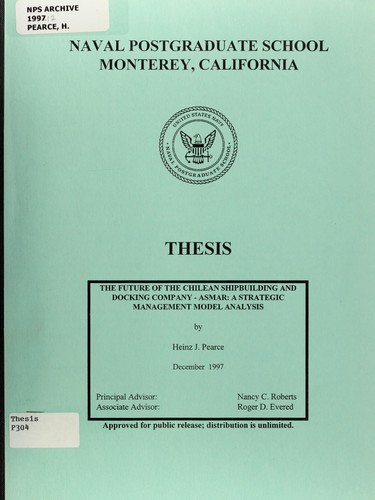 NPS ARCHIVE
1997
PEARCE, H.
NAVAL POSTGRADUATE SCHOOL
MONTEREY, CALIFORNIA
UNITED STATES NAVY
NAVAL POSTGRADUATE SCHOOL
THESIS
THE FUTURE OF THE CHILEAN SHIPBUILDING AND
DOCKING COMPANY - ASMAR: A STRATEGIC
MANAGEMENT MODEL ANALYSIS
by
Heinz J. Pearce
December 1997
Principal Advisor: Nancy C. Roberts
Associate Advisor: Roger D. Evered
Thesis
P304
Approved for public release; distribution is unlimited.